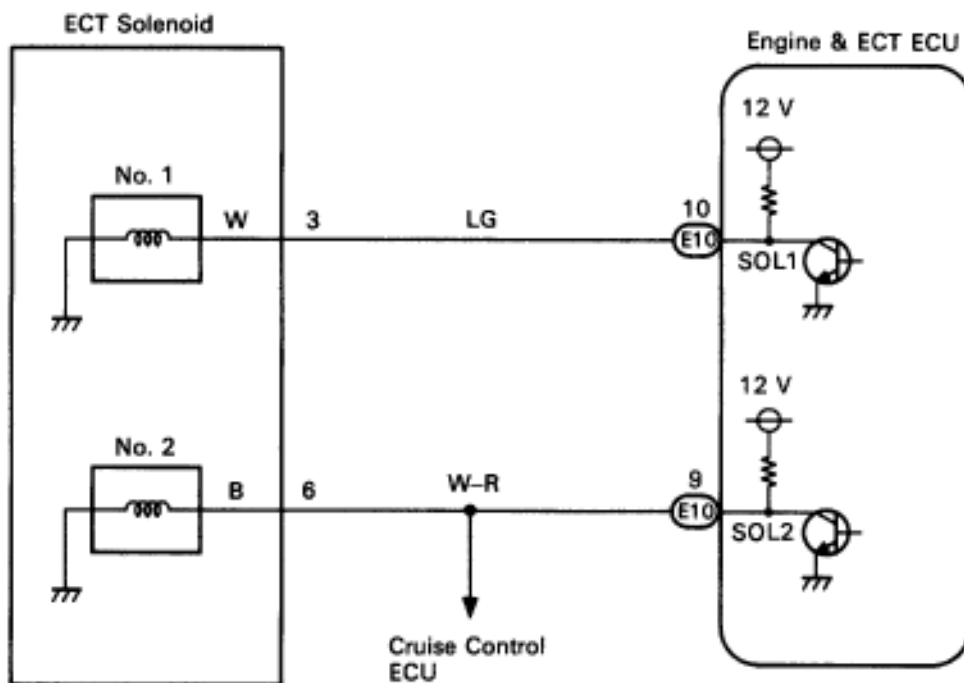 ECT Solenoid
Engine & ECT ECU
12 V
No. 1
W 3 LG 10
E10
SOL1
12 V
No. 2
B 6 W–R 9
E10
SOL2
Cruise Control
ECU